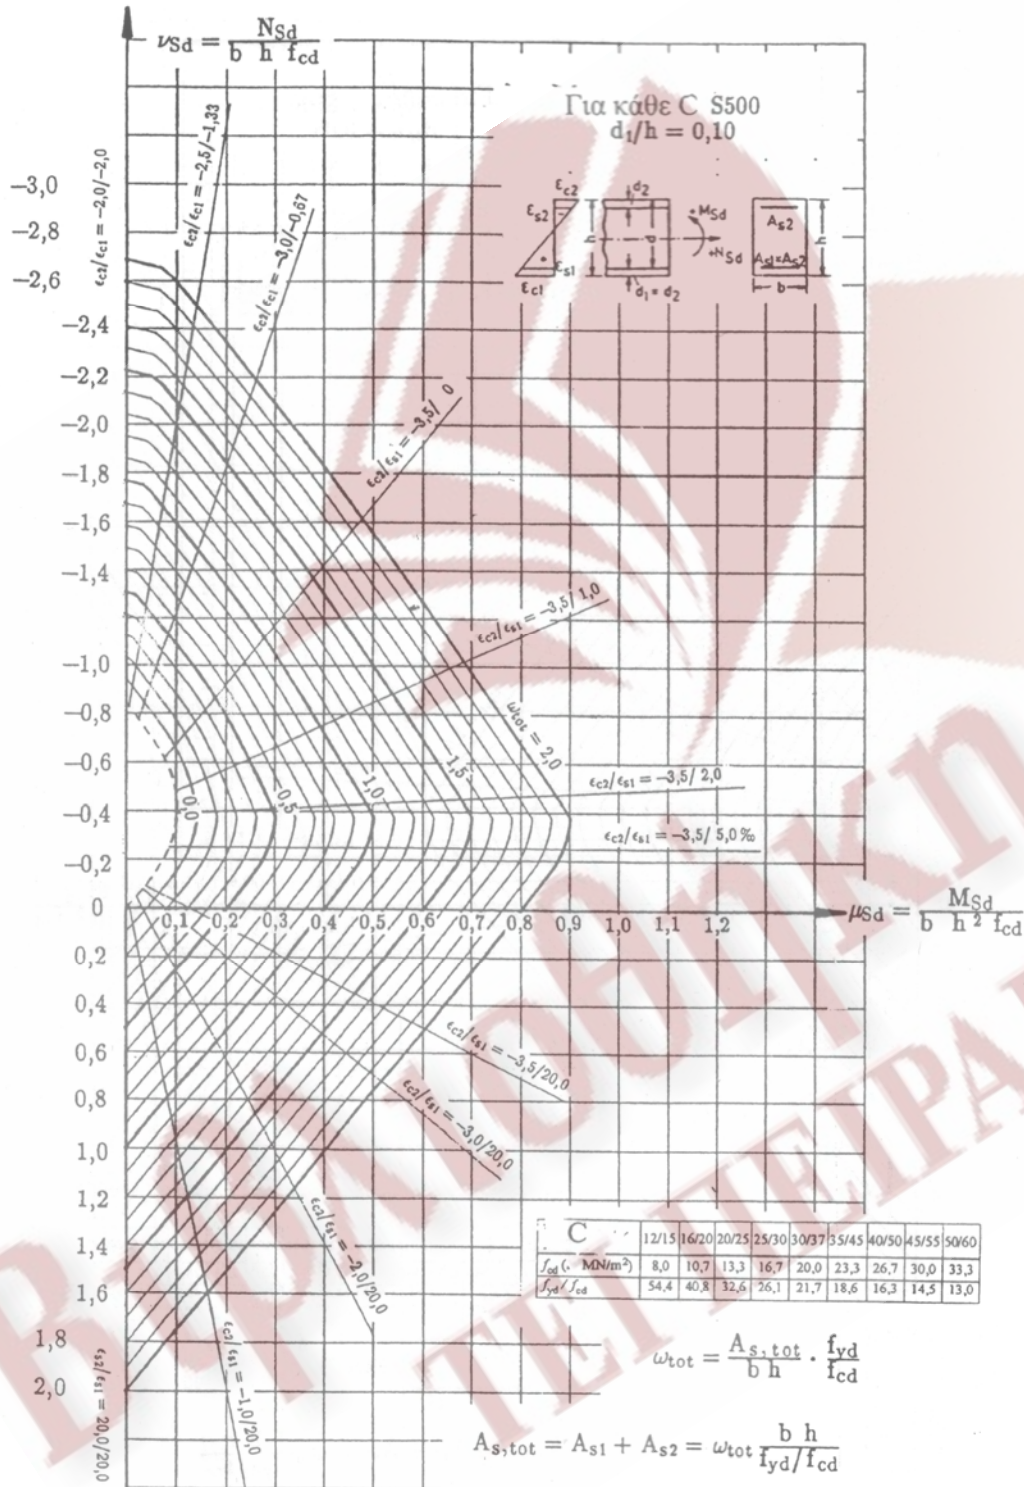 νSd = NSd / b h fcd
Για κάθε C S500
d1/h = 0,10
εc2/εc1 = -2,0/-2,0
εc2/εc1 = -2,5/-1,33
εc2/εc1 = -3,0/-0,67
εc2 d2
εs2 +MSd As2
h d h
+NSd
εs1 As1=As2
εc1 d1 = d2 b
-3,0
-2,8
-2,6
-2,4
-2,2
-2,0
-1,8
-1,6
-1,4
-1,0
-0,8
-0,6
-0,4
-0,2
0
εc2/εs1 = -3,5/ 0
εc2/εs1 = -3,5/ 1,0
ωtot = 2,0
0,0 0,5 1,0 1,5
εc2/εs1 = -3,5/ 2,0
εc2/εs1 = -3,5/ 5,0‰
0,1 0,2 0,3 0,4 0,5 0,6 0,7 0,8 0,9 1,0 1,1 1,2
μSd = MSd / b h² fcd
0,2
0,4
0,6
0,8
1,0
1,2
1,4
1,6
1,8
2,0
εc2/εs1 = -3,5/20,0
εc2/εs1 = -3,0/20,0
εc2/εs1 = -2,0/20,0
εc2/εs1 = -1,0/20,0
εs2/εs1 = 20,0/20,0
C 12/15 16/20 20/25 25/30 30/37 35/45 40/50 45/55 50/60
fcd (. MN/m²) 8,0 10,7 13,3 16,7 20,0 23,3 26,7 30,0 33,3
fyd/fcd 54,4 40,8 32,6 26,1 21,7 18,6 16,3 14,5 13,0
ωtot = As,tot / b h · fyd / fcd
As,tot = As1 + As2 = ωtot b h / fyd/fcd
Βιβλιοθήκη
ΤΕΙ ΠΕΙΡΑ